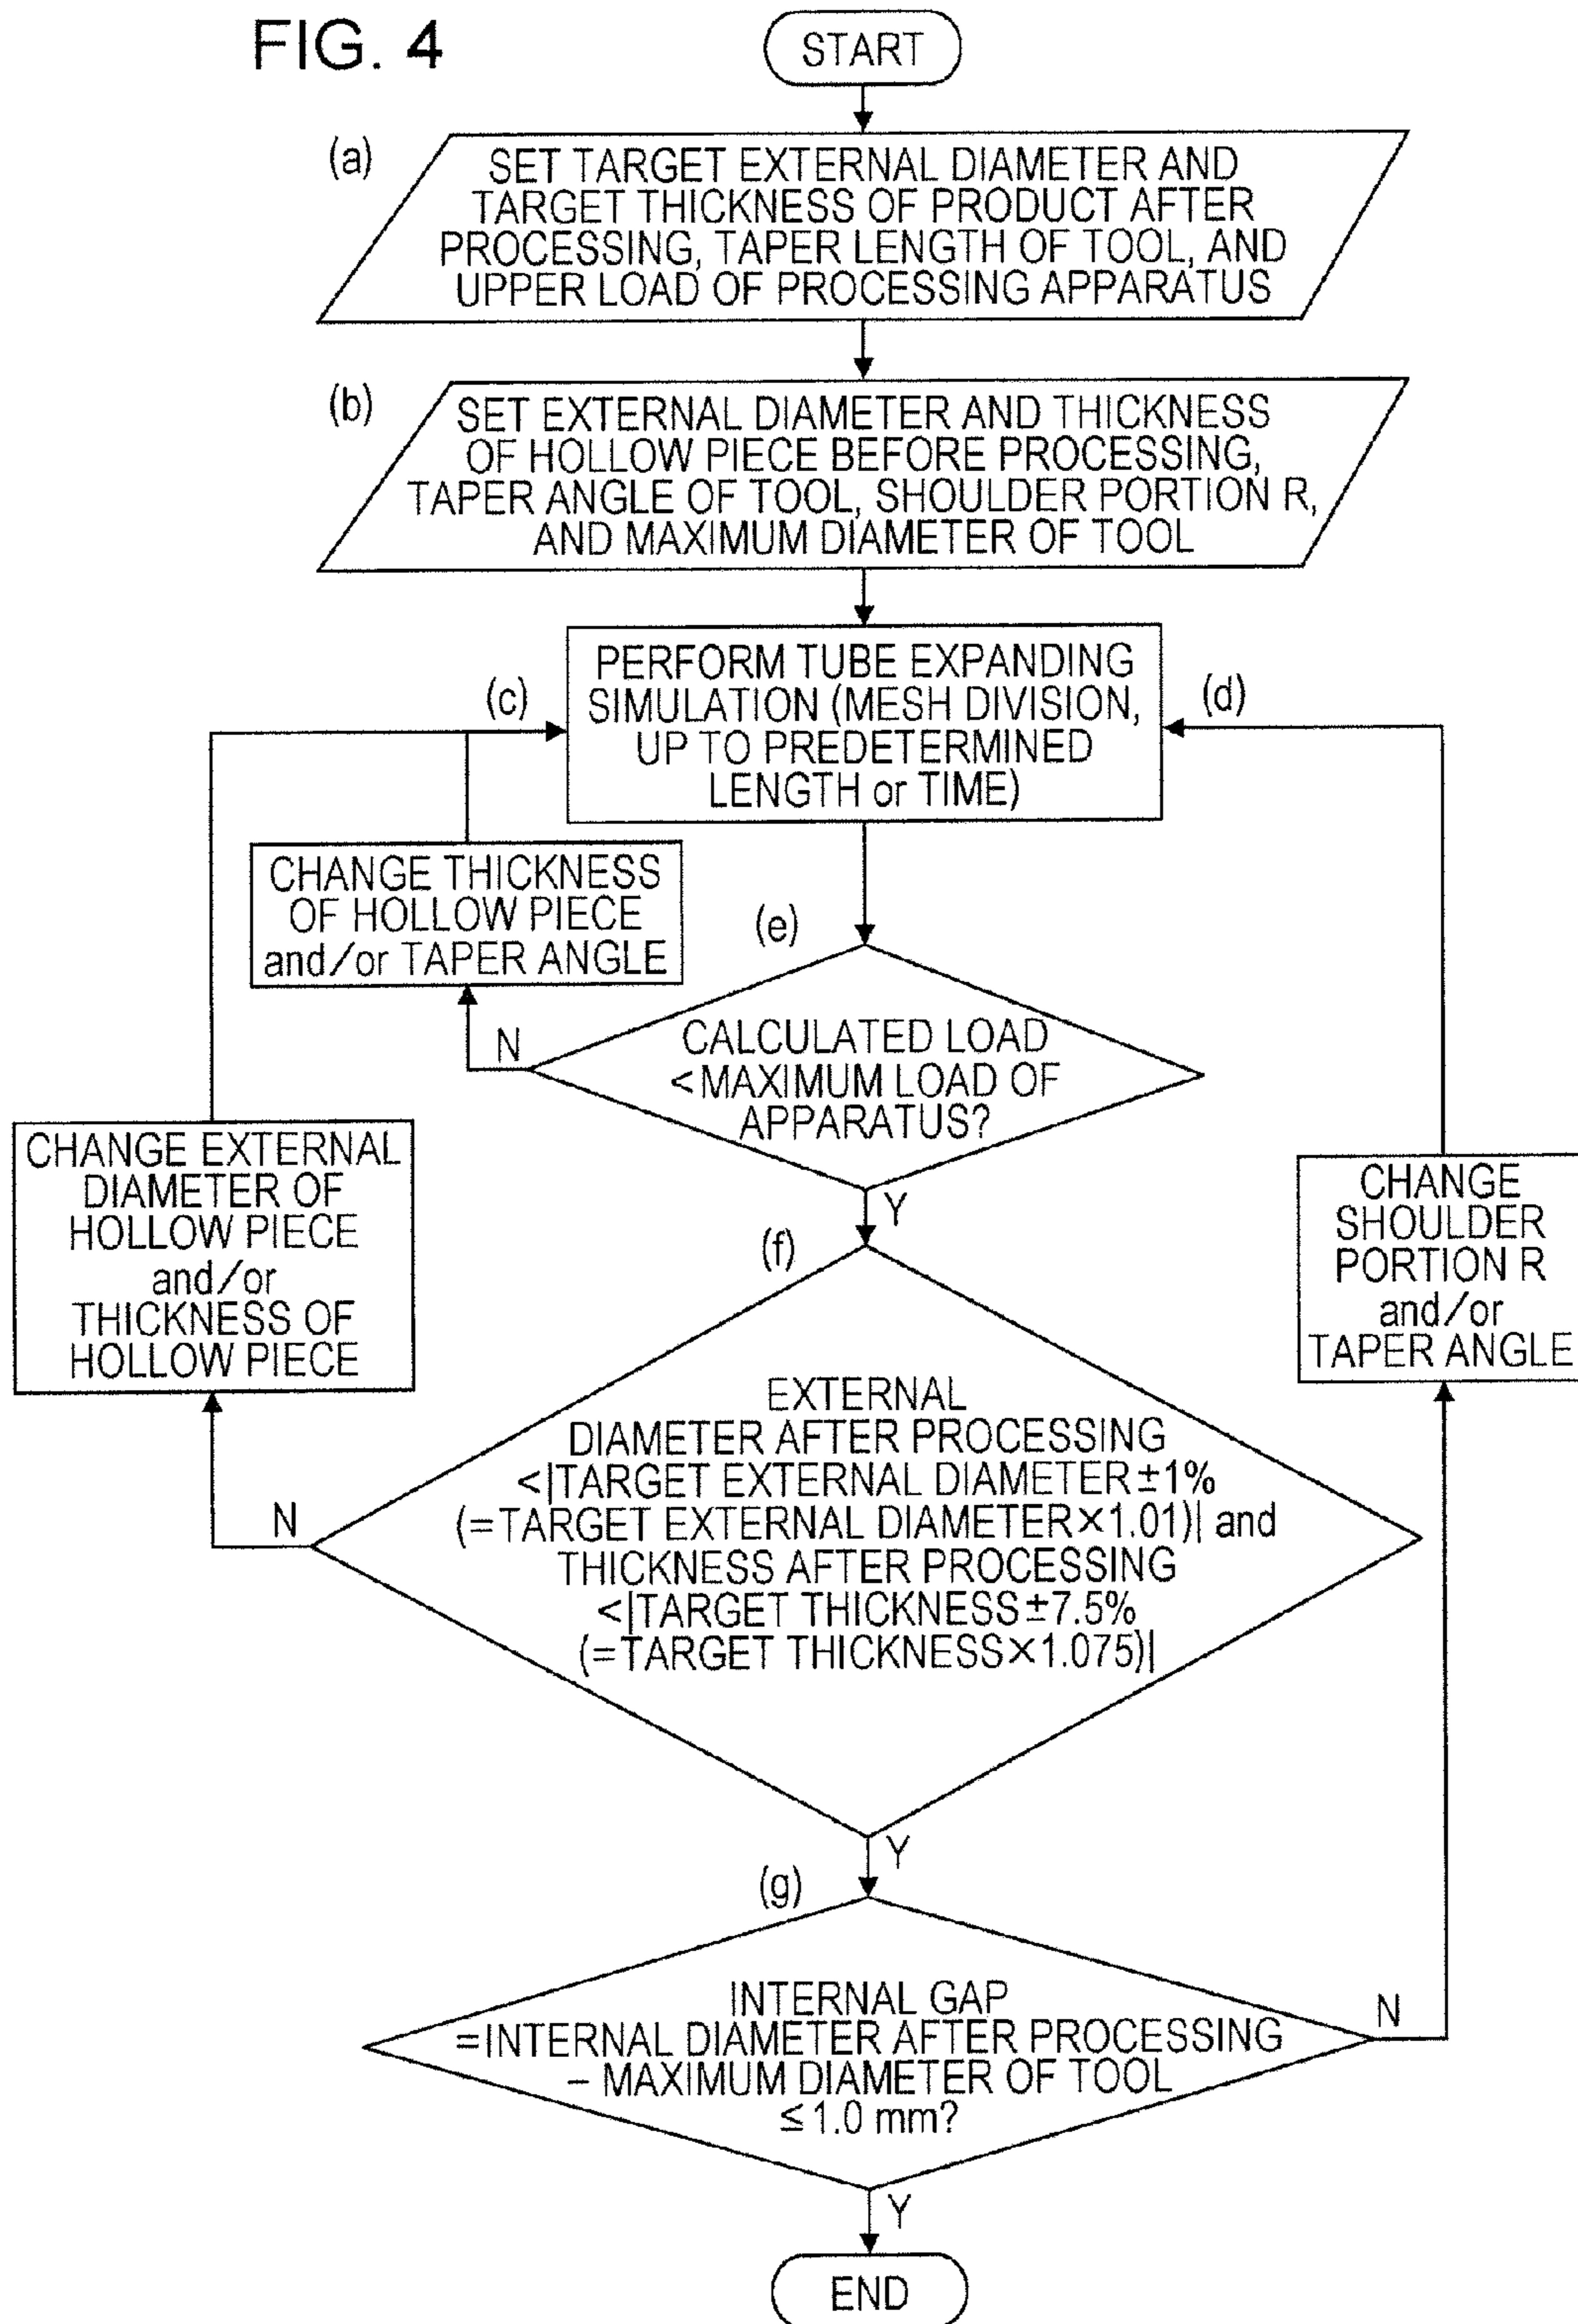 FIG. 4
START
(a)
SET TARGET EXTERNAL DIAMETER AND
TARGET THICKNESS OF PRODUCT AFTER
PROCESSING, TAPER LENGTH OF TOOL, AND
UPPER LOAD OF PROCESSING APPARATUS
(b)
SET EXTERNAL DIAMETER AND THICKNESS
OF HOLLOW PIECE BEFORE PROCESSING,
TAPER ANGLE OF TOOL, SHOULDER PORTION R,
AND MAXIMUM DIAMETER OF TOOL
(c)
PERFORM TUBE EXPANDING
SIMULATION (MESH DIVISION,
UP TO PREDETERMINED
LENGTH or TIME)
(d)
CHANGE THICKNESS
OF HOLLOW PIECE
and/or TAPER ANGLE
(e)
N
CALCULATED LOAD
<MAXIMUM LOAD OF
APPARATUS?
Y
CHANGE EXTERNAL
DIAMETER OF
HOLLOW PIECE
and/or
THICKNESS OF
HOLLOW PIECE
CHANGE
SHOULDER
PORTION R
and/or
TAPER ANGLE
(f)
N
EXTERNAL
DIAMETER AFTER PROCESSING
<|TARGET EXTERNAL DIAMETER±1%
(=TARGET EXTERNAL DIAMETER×1.01)| and
THICKNESS AFTER PROCESSING
<|TARGET THICKNESS±7.5%
(=TARGET THICKNESS×1.075)|
Y
(g)
INTERNAL GAP
=INTERNAL DIAMETER AFTER PROCESSING
− MAXIMUM DIAMETER OF TOOL
≤ 1.0 mm?
N
Y
END